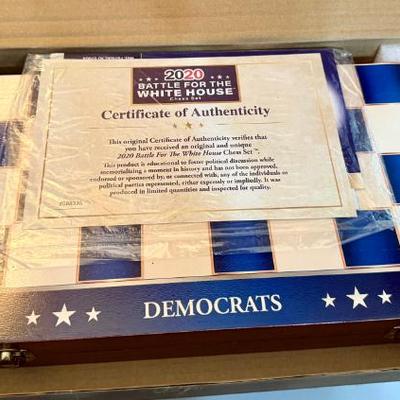 2020
BATTLE FOR THE
WHITE HOUSE
Chess Set
Certificate of Authenticity
This original Certificate of Authenticity verifies that
you have received an original and unique
2020 Battle For The White House Chess Set™.
This product is educational to foster political discussion while
memorializing a moment in history and has not been approved,
endorsed or sponsored by, or connected with, any of the individuals or
political parties represented, either expressly or implicitly. It was
produced in limited quantities and inspected for quality.
DEMOCRATS